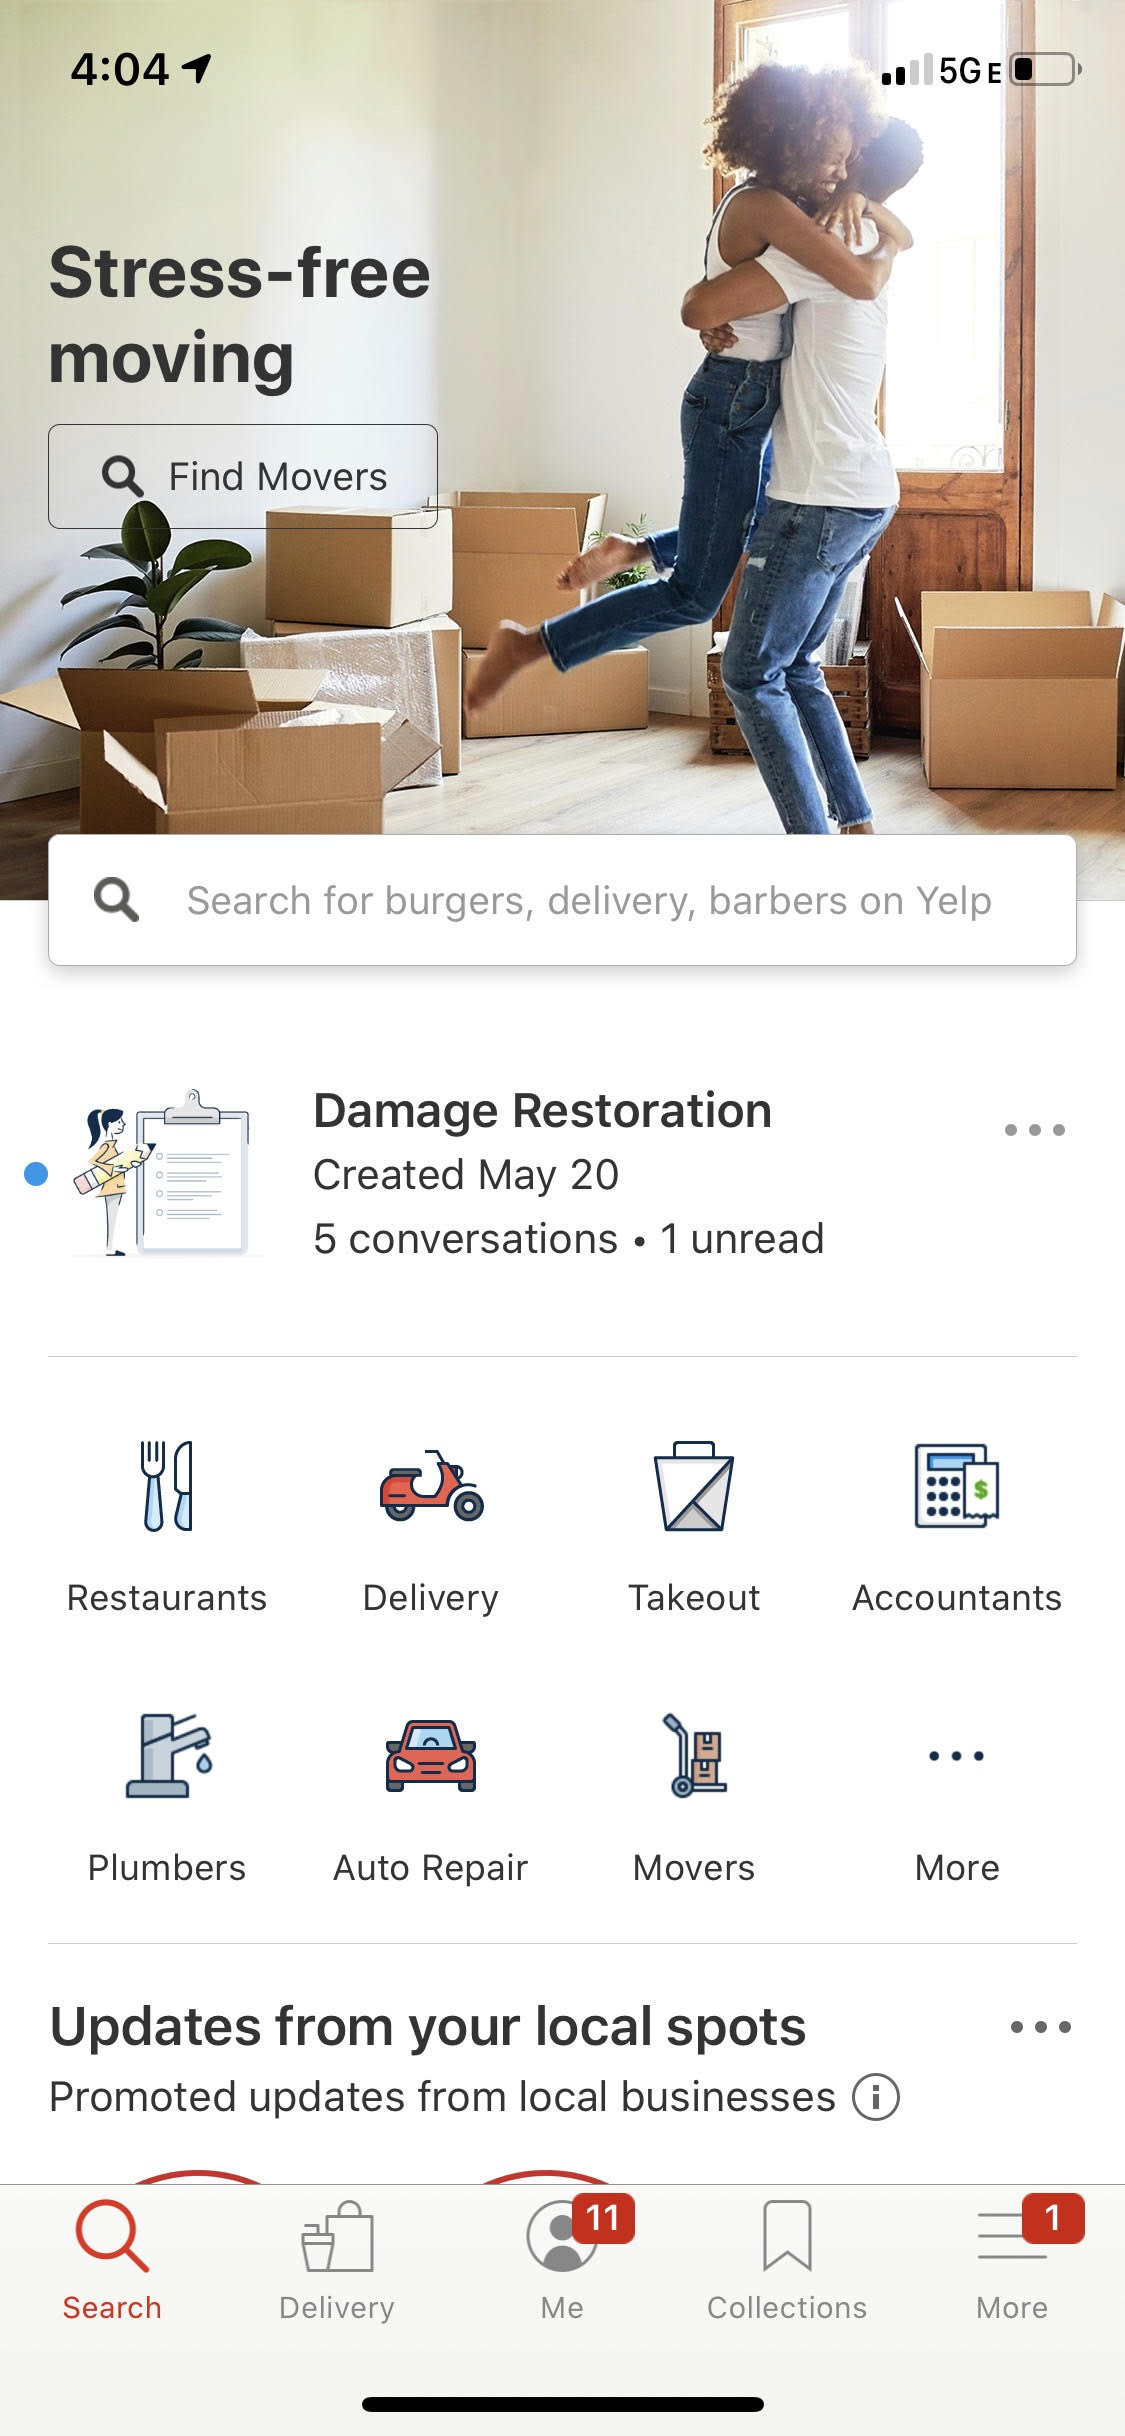 4:04
5G E
Stress-free
moving
Find Movers
Search for burgers, delivery, barbers on Yelp
Damage Restoration
Created May 20
5 conversations • 1 unread
Restaurants
Delivery
Takeout
$
Accountants
Plumbers
Auto Repair
Movers
More
Updates from your local spots
Promoted updates from local businesses
Search
Delivery
11
Me
Collections
1
More